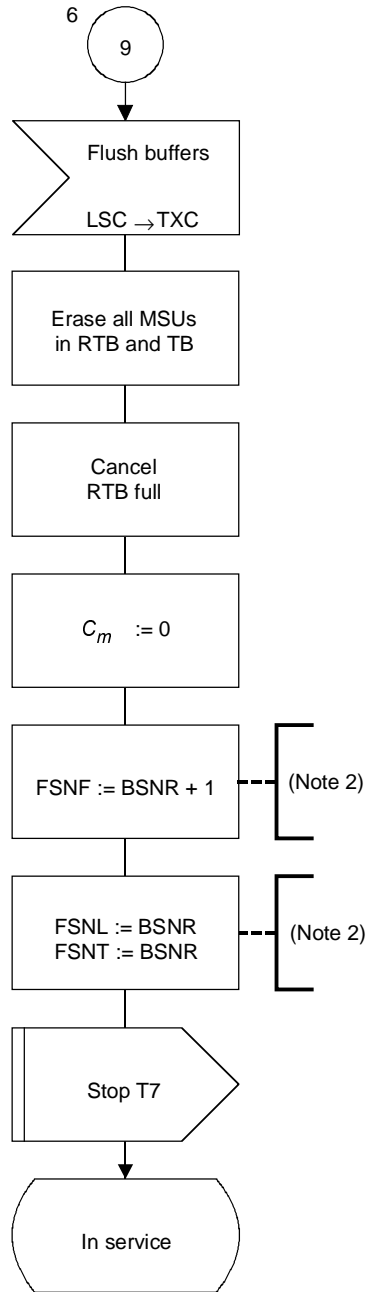 6
9
Flush buffers
LSC → TXC
Erase all MSUs
in RTB and TB
Cancel
RTB full
Cm := 0
FSNF := BSNR + 1
(Note 2)
FSNL := BSNR
FSNT := BSNR
(Note 2)
Stop T7
In service